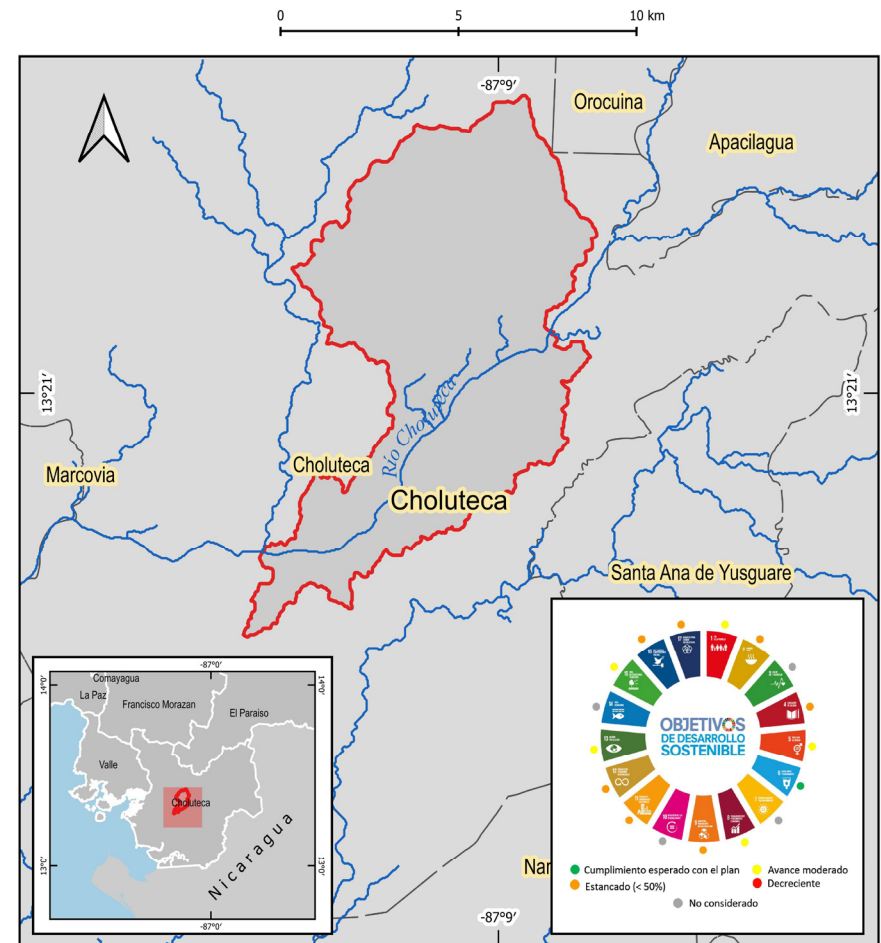 0 5 10 km
-87°9′
Orocuina
Apacilagua
13°21′
13°21′
Río Choluteca
Choluteca
Marcovia
Choluteca
Santa Ana de Yusguare
Nar
-87°9′
-87°0′
14°0′
14°0′
Comayagua
La Paz
Francisco Morazan
El Paraiso
Valle
Choluteca
Nicaragua
13°0′
-87°0′
OBJETIVOS
DE DESARROLLO
SOSTENIBLE
Cumplimiento esperado con el plan
Avance moderado
Estancado (< 50%)
Decreciente
No considerado